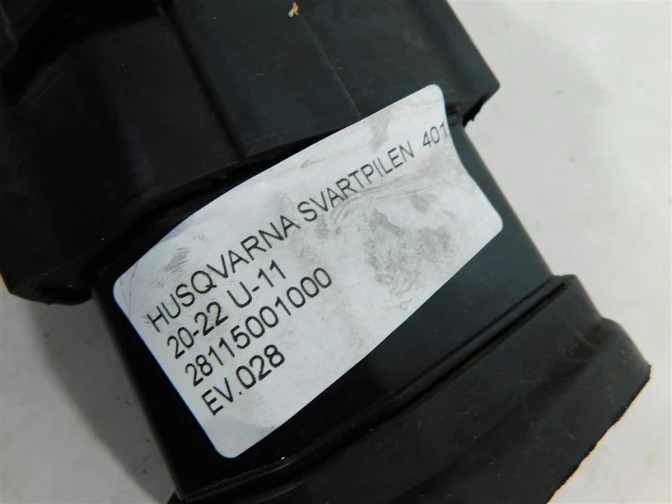 HUSQVARNA SVARTPILEN 401
20-22 U-11
28115001000
EV.028